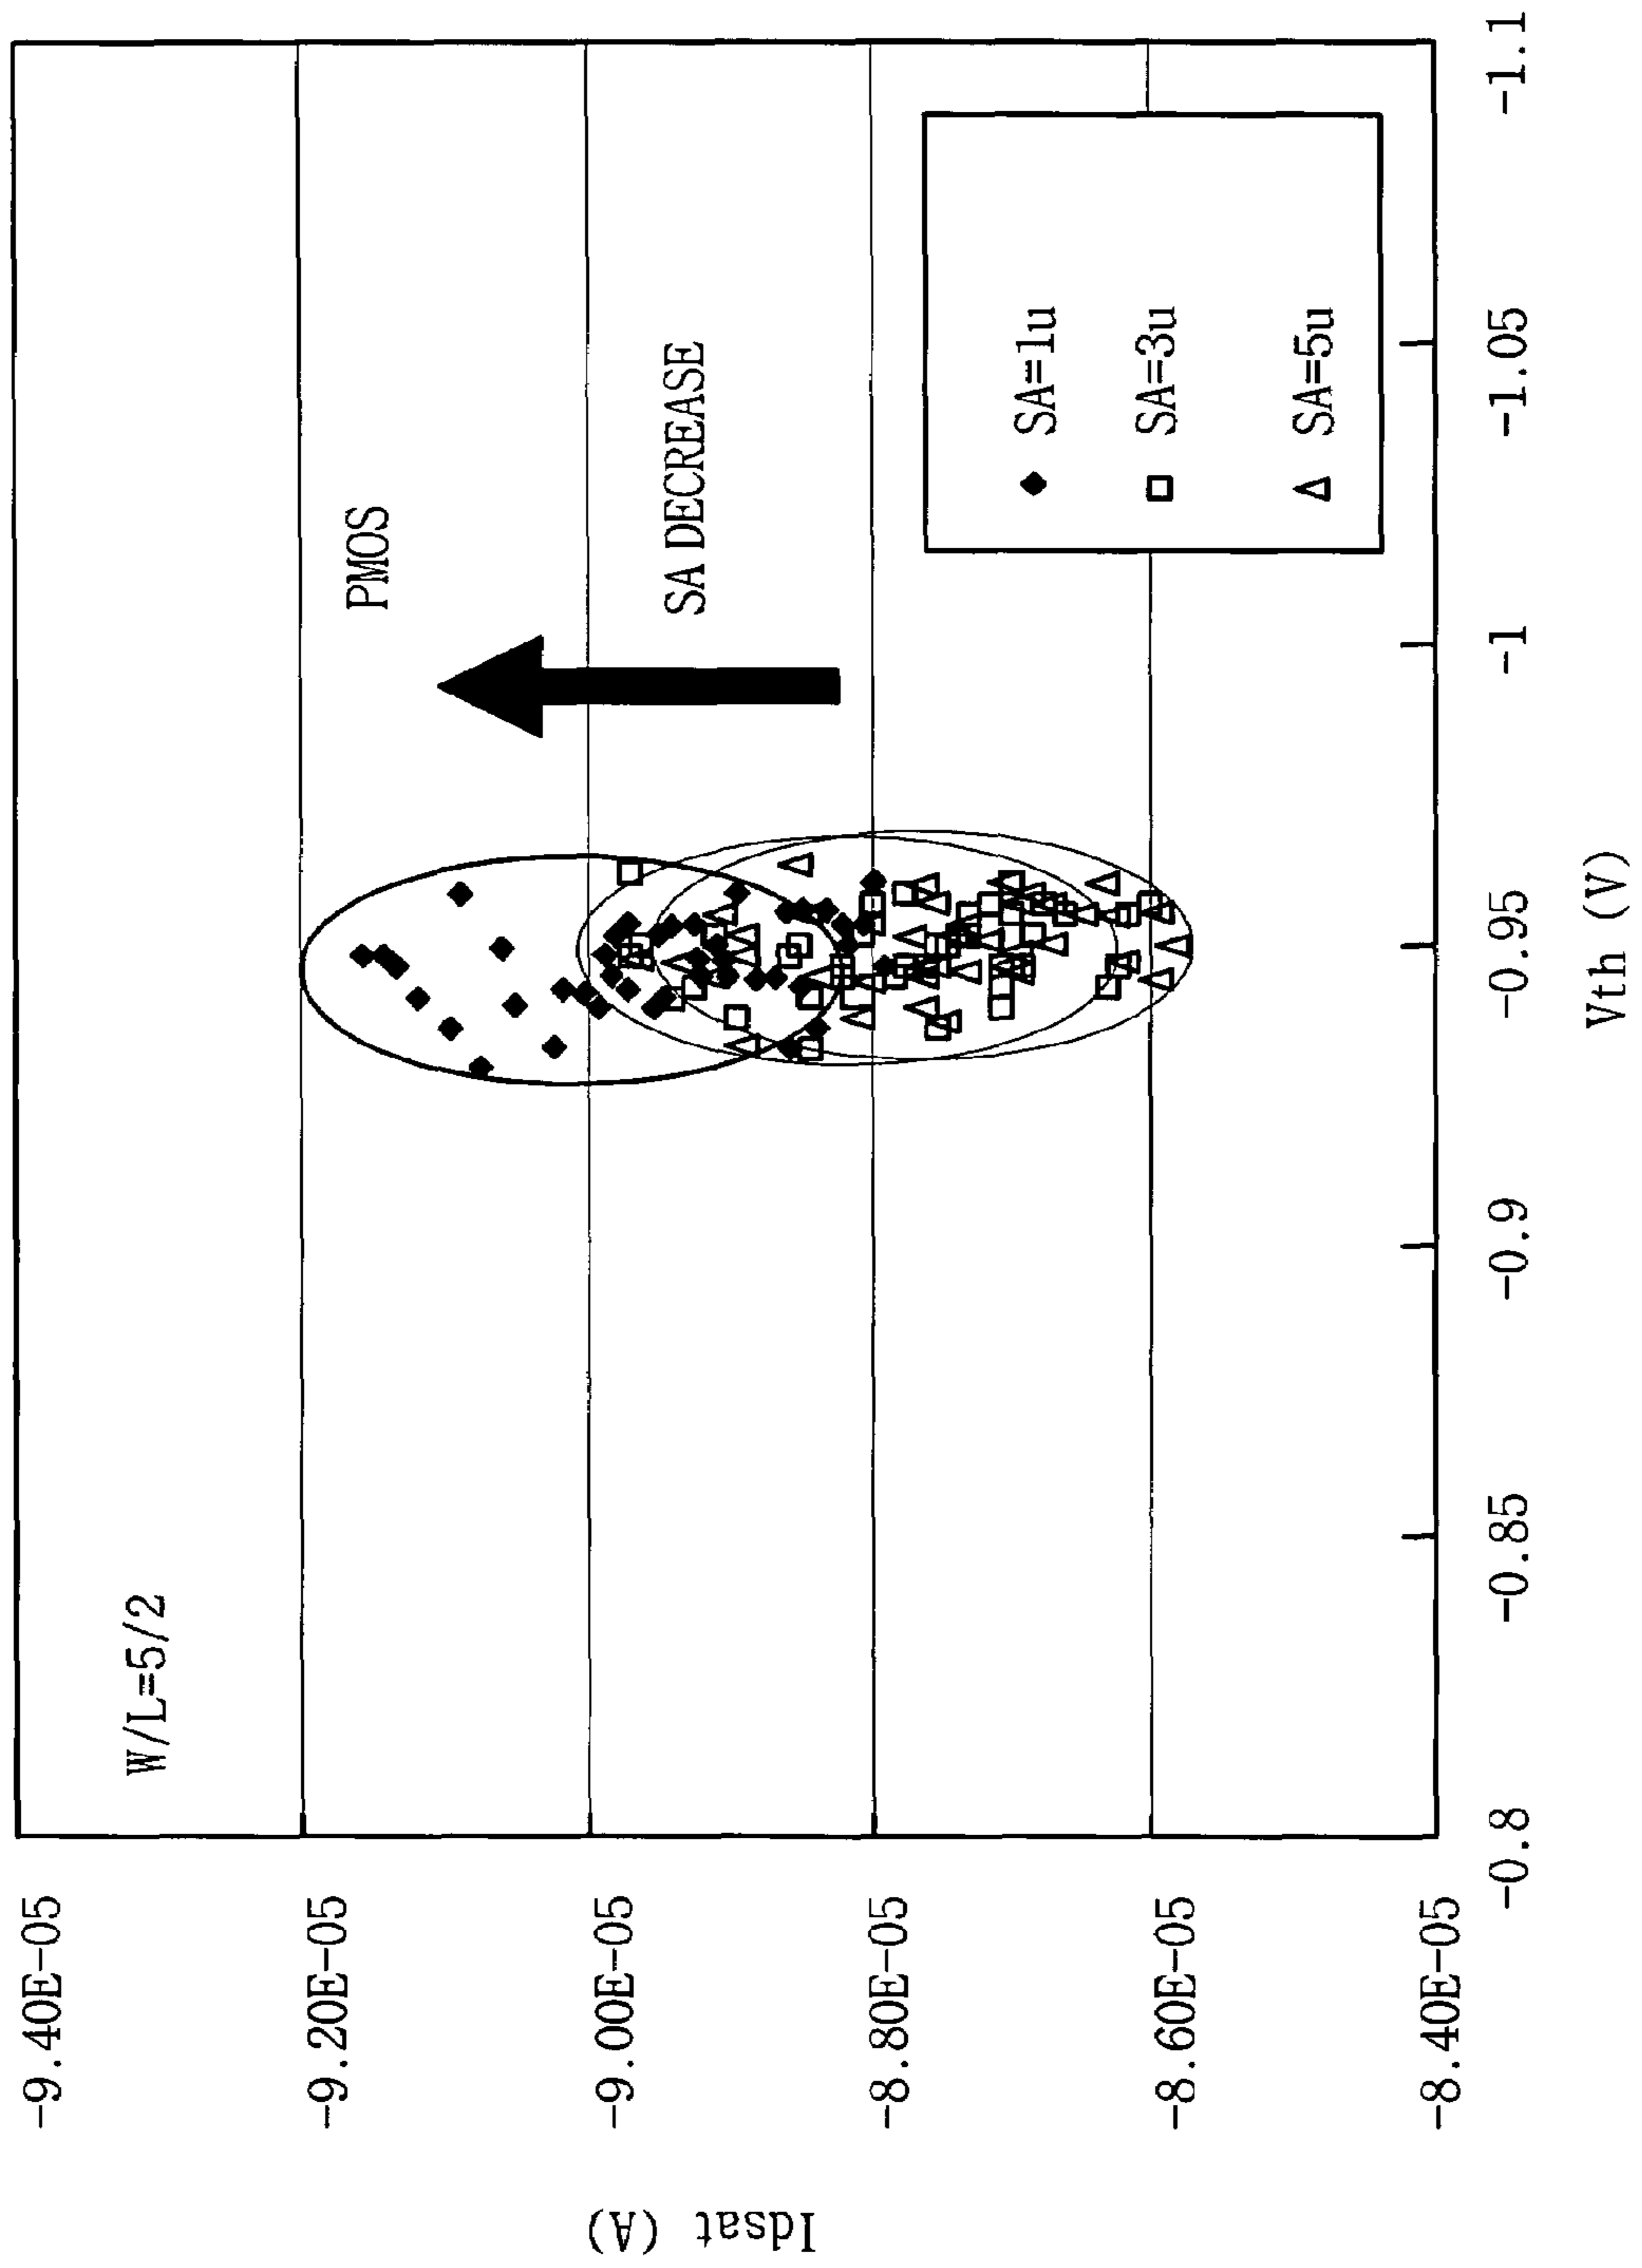 W/L=5/2
PMOS
SA DECREASE
SA=1u
SA=3u
SA=5u
-9.40E-05
-9.20E-05
-9.00E-05
-8.80E-05
-8.60E-05
-8.40E-05
Idsat (A)
-0.8
-0.85
-0.9
-0.95
-1
-1.05
-1.1
Vth (V)